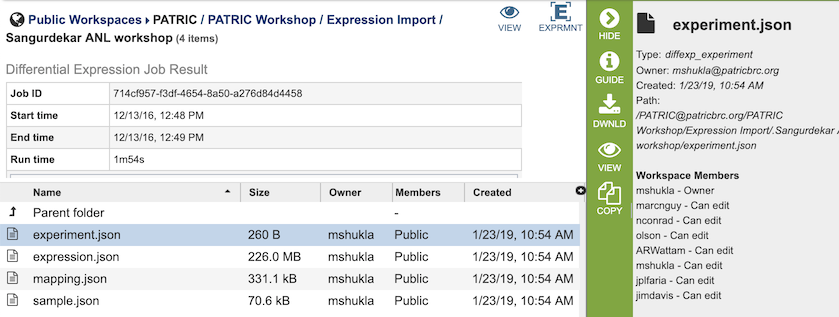 Public Workspaces PATRIC / PATRIC Workshop / Expression Import /
Sangurdekar ANL workshop (4 items)
VIEW
EXPRMNT
Differential Expression Job Result
Job ID 714cf957-f3df-4654-8a50-a276d84d4458
Start time 12/13/16, 12:48 PM
End time 12/13/16, 12:49 PM
Run time 1m54s
Name Size Owner Members Created
Parent folder -
experiment.json 260 B mshukla Public 1/23/19, 10:54 AM
expression.json 226.0 MB mshukla Public 1/23/19, 10:54 AM
mapping.json 331.1 kB mshukla Public 1/23/19, 10:54 AM
sample.json 70.6 kB mshukla Public 1/23/19, 10:54 AM
HIDE
GUIDE
DWNLD
VIEW
COPY
experiment.json
Type: diffexp_experiment
Owner: mshukla@patricbrc.org
Created: 1/23/19, 10:54 AM
Path:
/PATRIC@patricbrc.org/PATRIC
Workshop/Expression Import/.Sangurdekar A
workshop/experiment.json
Workspace Members
mshukla - Owner
marcnguy - Can edit
nconrad - Can edit
olson - Can edit
ARWattam - Can edit
mshukla - Can edit
jplfaria - Can edit
jimdavis - Can edit